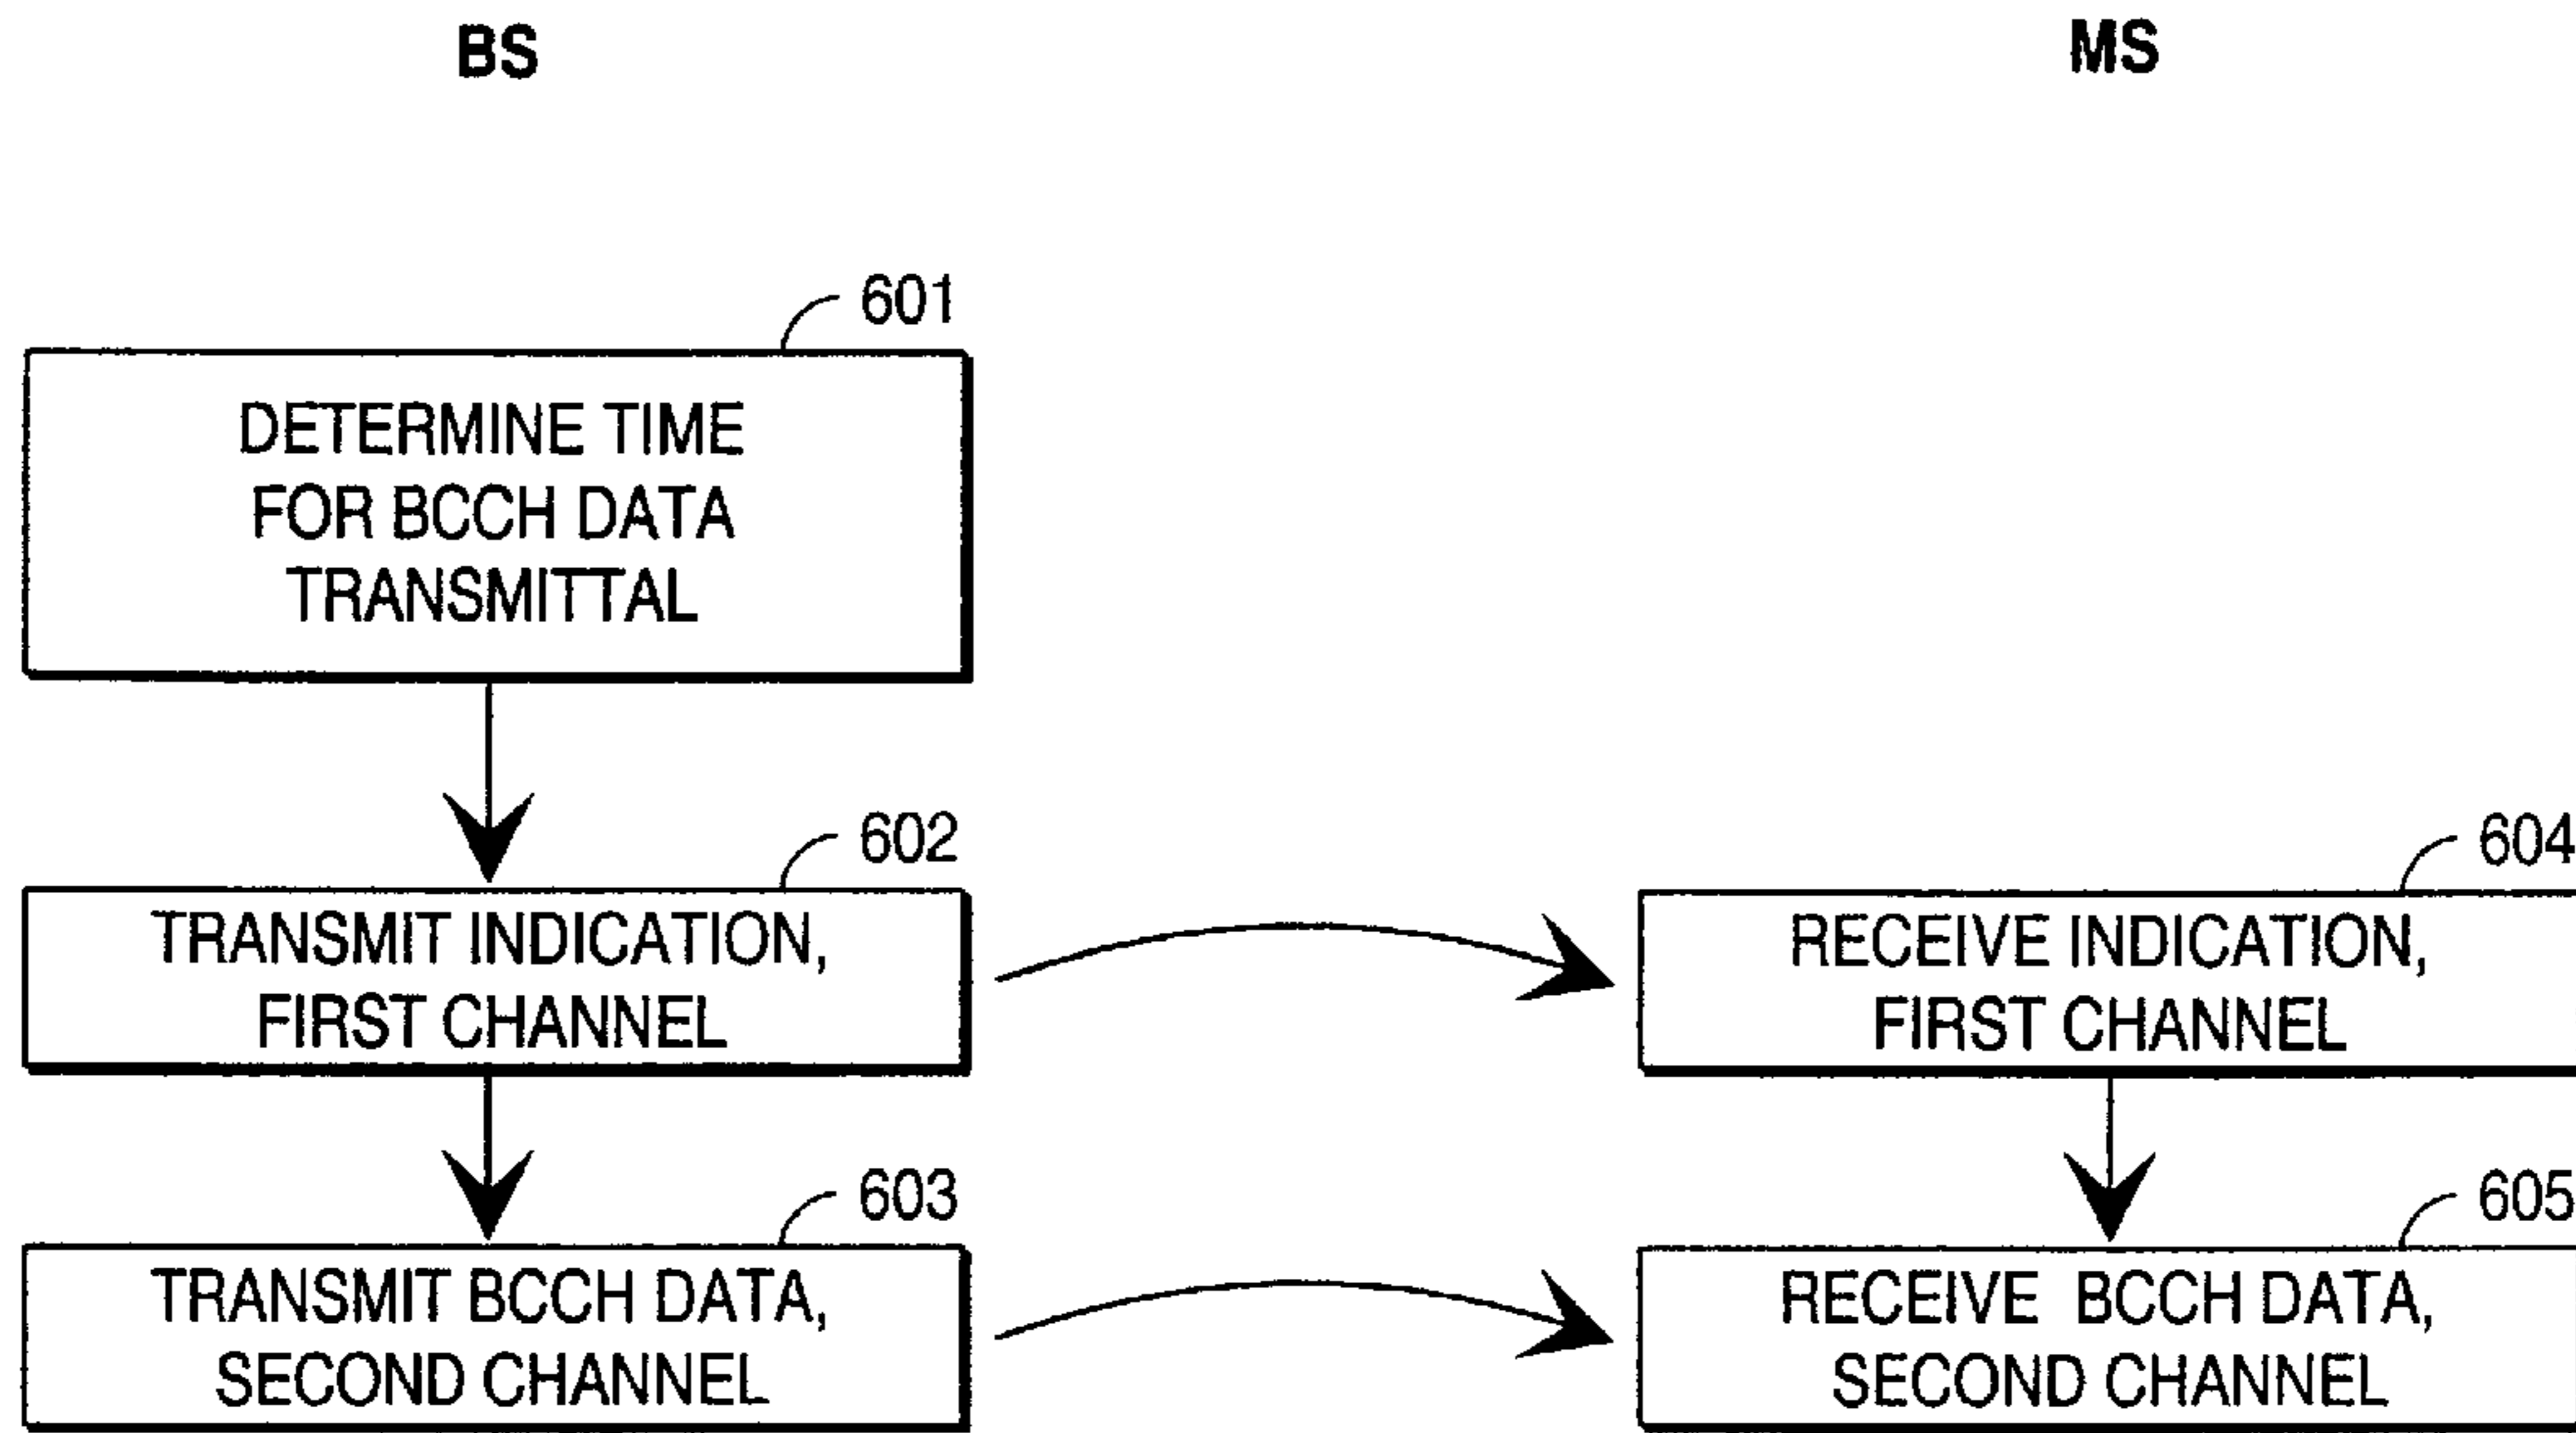 BS
MS
601
DETERMINE TIME
FOR BCCH DATA
TRANSMITTAL
602
TRANSMIT INDICATION,
FIRST CHANNEL
604
RECEIVE INDICATION,
FIRST CHANNEL
603
TRANSMIT BCCH DATA,
SECOND CHANNEL
605
RECEIVE BCCH DATA,
SECOND CHANNEL